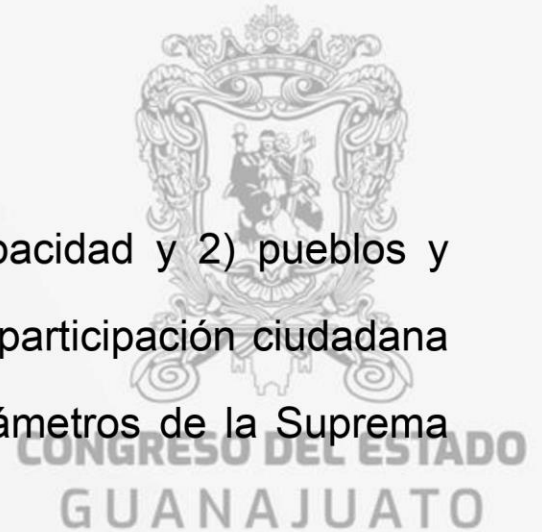 pacidad y 2) pueblos y
participación ciudadana
ámetros de la Suprema
CONGRESO DEL ESTADO
GUANAJUATO